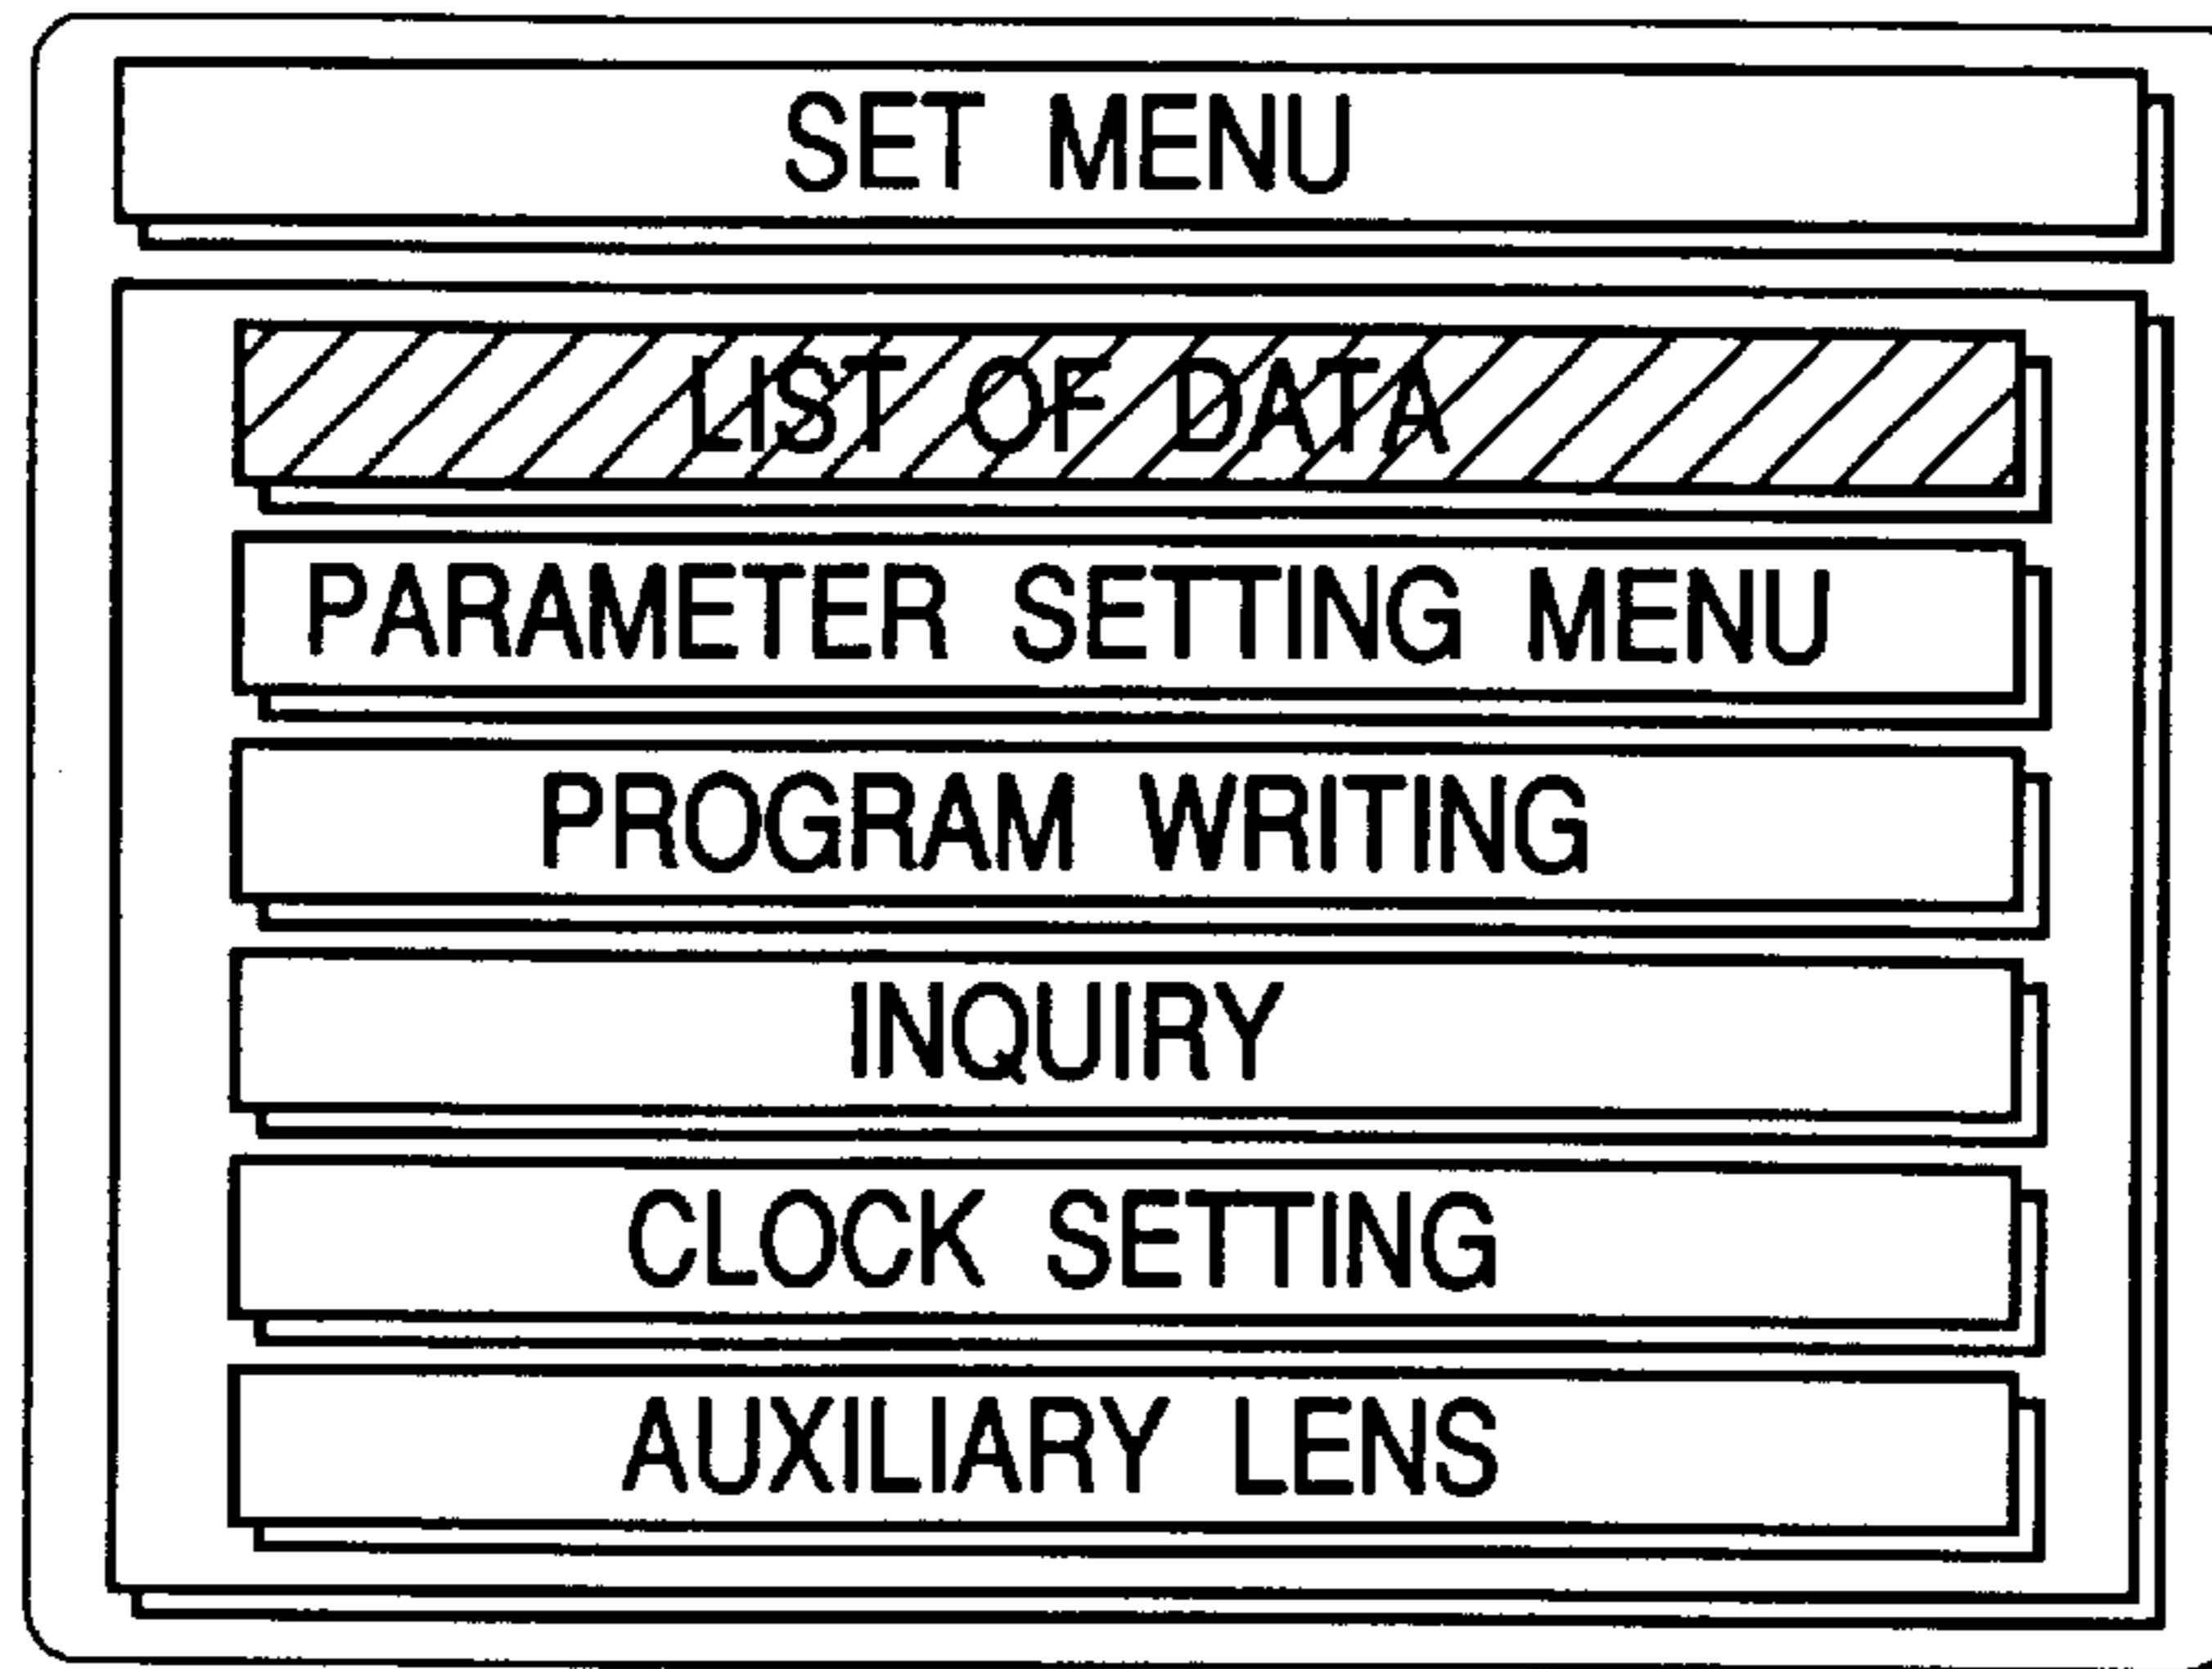 SET MENU
LIST OF DATA
PARAMETER SETTING MENU
PROGRAM WRITING
INQUIRY
CLOCK SETTING
AUXILIARY LENS